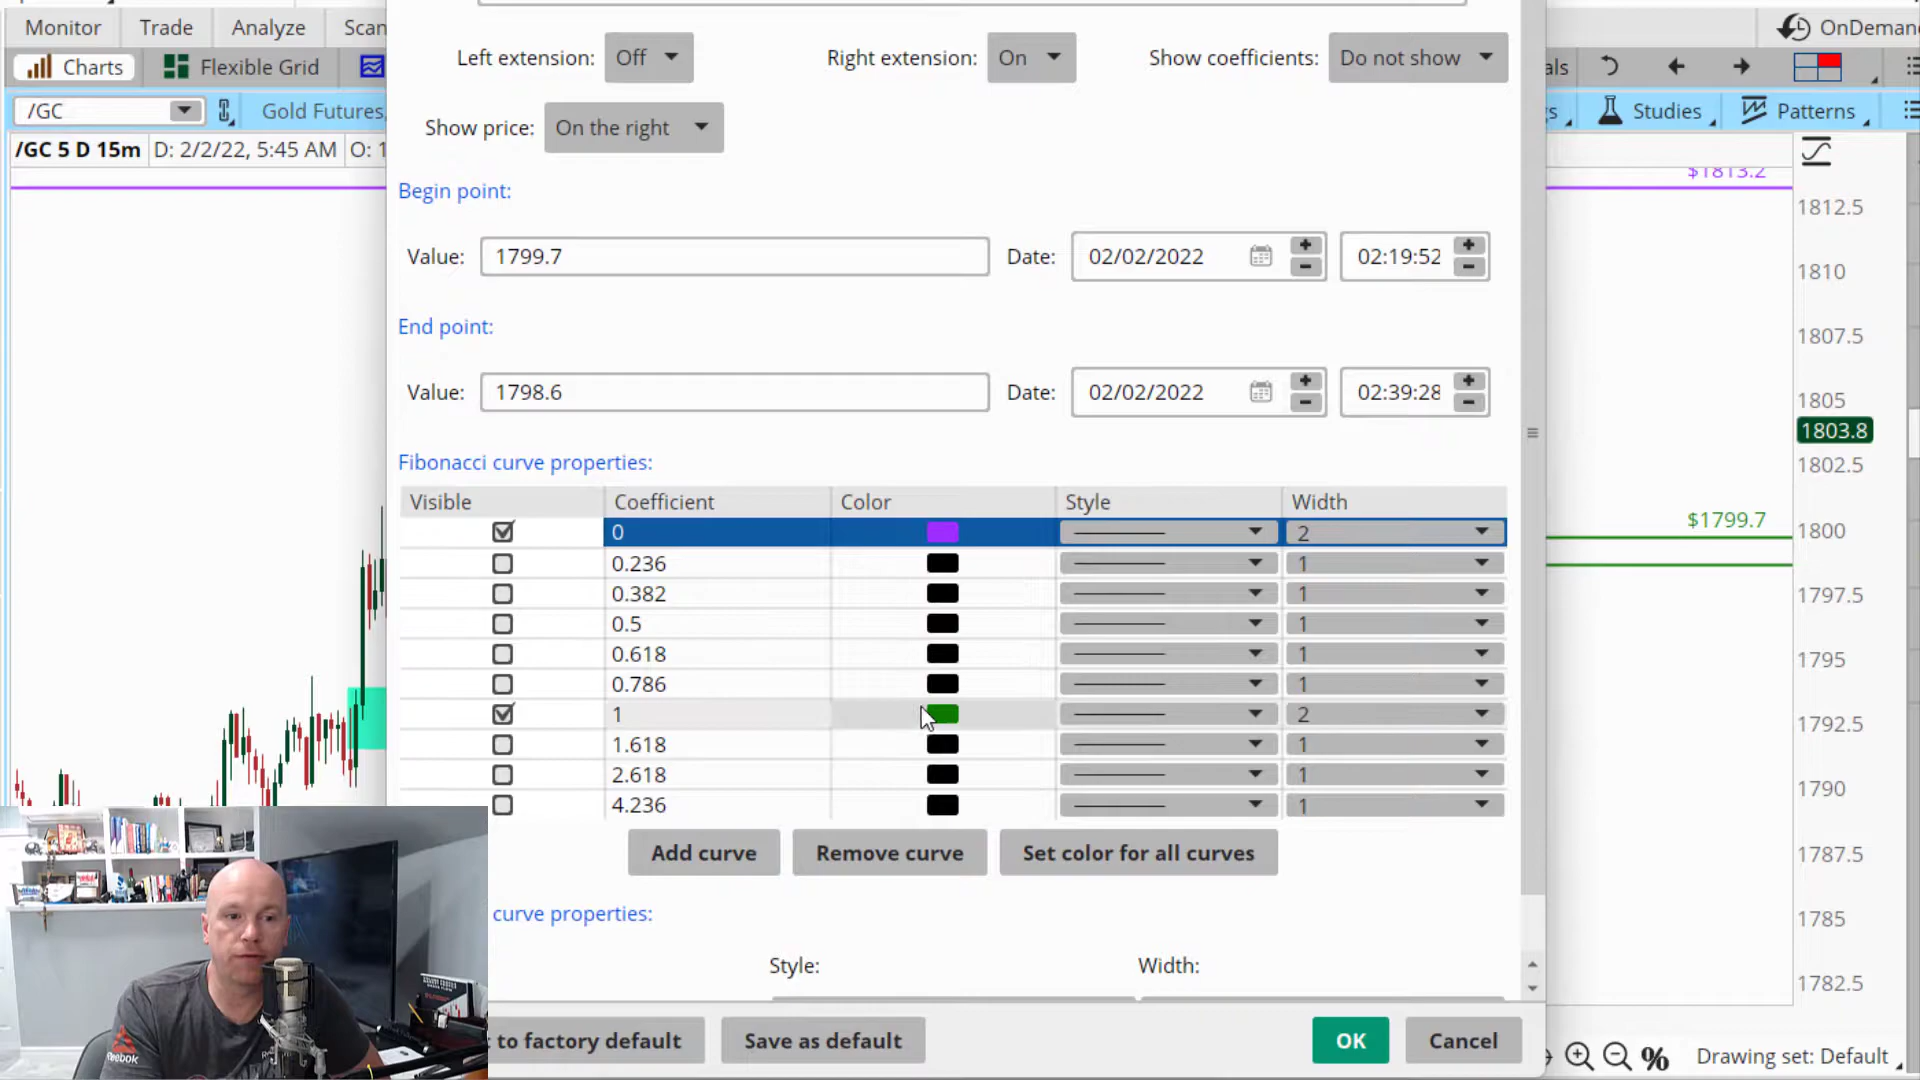 Monitor Trade Analyze Scan OnDemand
Charts Flexible Grid als
/GC Gold Futures, gs Studies Patterns
/GC 5 D 15m D: 2/2/22, 5:45 AM O: 1
Left extension: Off Right extension: On Show coefficients: Do not show
Show price: On the right
Begin point:
Value: 1799.7 Date: 02/02/2022 02:19:52
End point:
Value: 1798.6 Date: 02/02/2022 02:39:28
Fibonacci curve properties:
Visible Coefficient Color Style Width
0 2
0.236 1
0.382 1
0.5 1
0.618 1
0.786 1
1 2
1.618 1
2.618 1
4.236 1
Add curve Remove curve Set color for all curves
curve properties:
Style: Width:
to factory default Save as default OK Cancel
$1813.2
1812.5
1810
1807.5
1805
1803.8
1802.5
$1799.7
1800
1797.5
1795
1792.5
1790
1787.5
1785
1782.5
% Drawing set: Default
Reebok